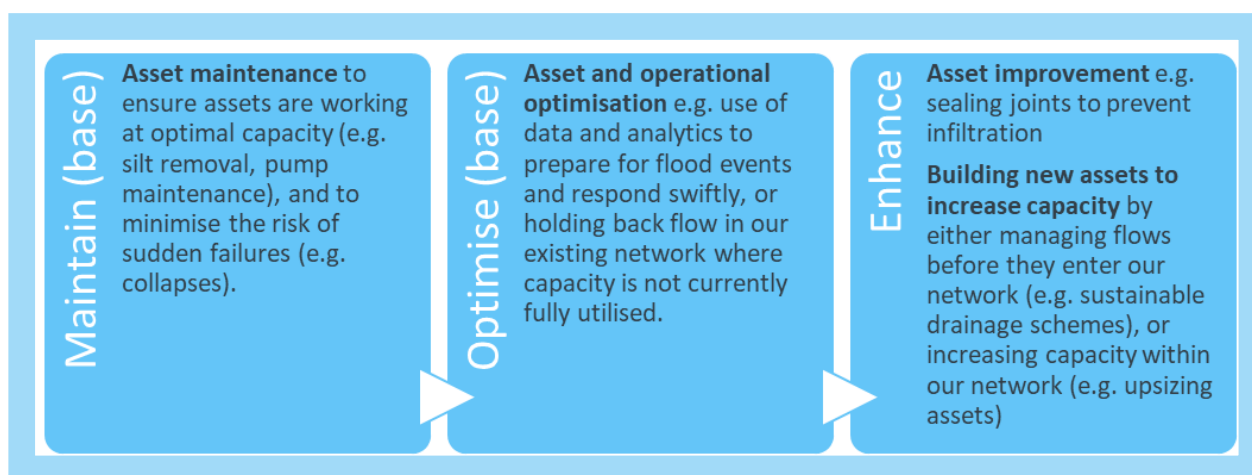 Maintain (base)
Asset maintenance to
ensure assets are working
at optimal capacity (e.g.
silt removal, pump
maintenance), and to
minimise the risk of
sudden failures (e.g.
collapses).
Optimise (base)
Asset and operational
optimisation e.g. use of
data and analytics to
prepare for flood events
and respond swiftly, or
holding back flow in our
existing network where
capacity is not currently
fully utilised.
Enhance
Asset improvement e.g.
sealing joints to prevent
infiltration
Building new assets to
increase capacity by
either managing flows
before they enter our
network (e.g. sustainable
drainage schemes), or
increasing capacity within
our network (e.g. upsizing
assets)